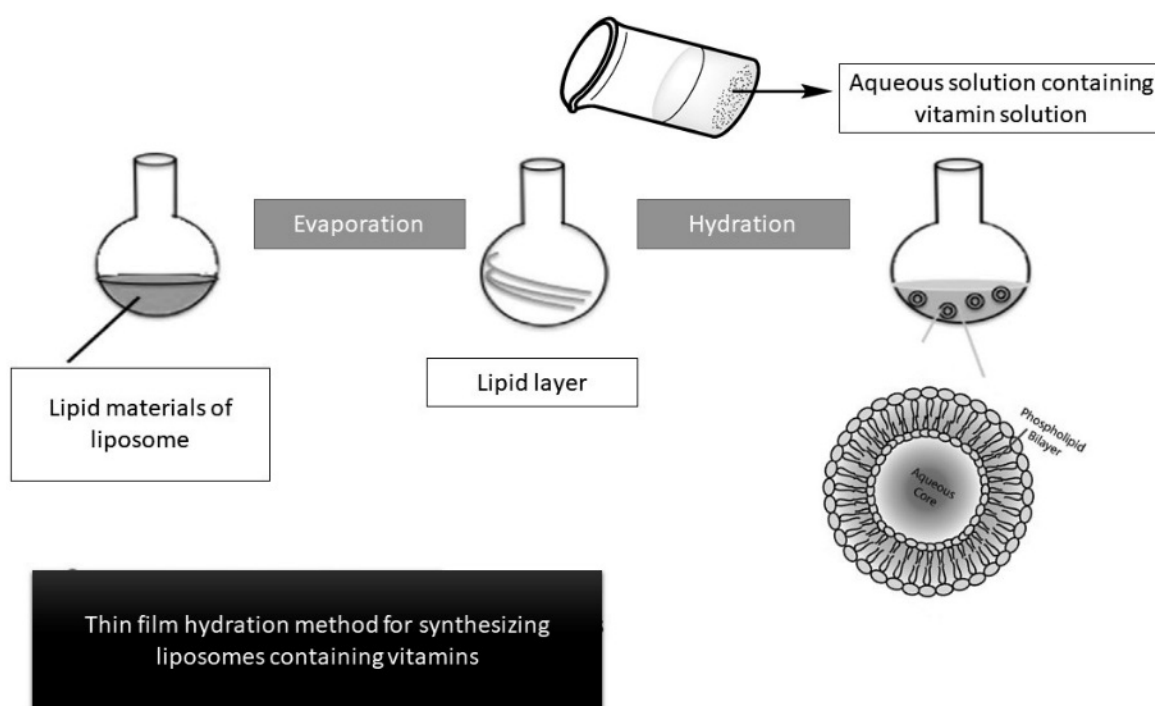 Aqueous solution containing
vitamin solution
Evaporation
Hydration
Lipid materials of
liposome
Lipid layer
Phospholipid
Bilayer
Aqueous
Core
Thin film hydration method for synthesizing
liposomes containing vitamins